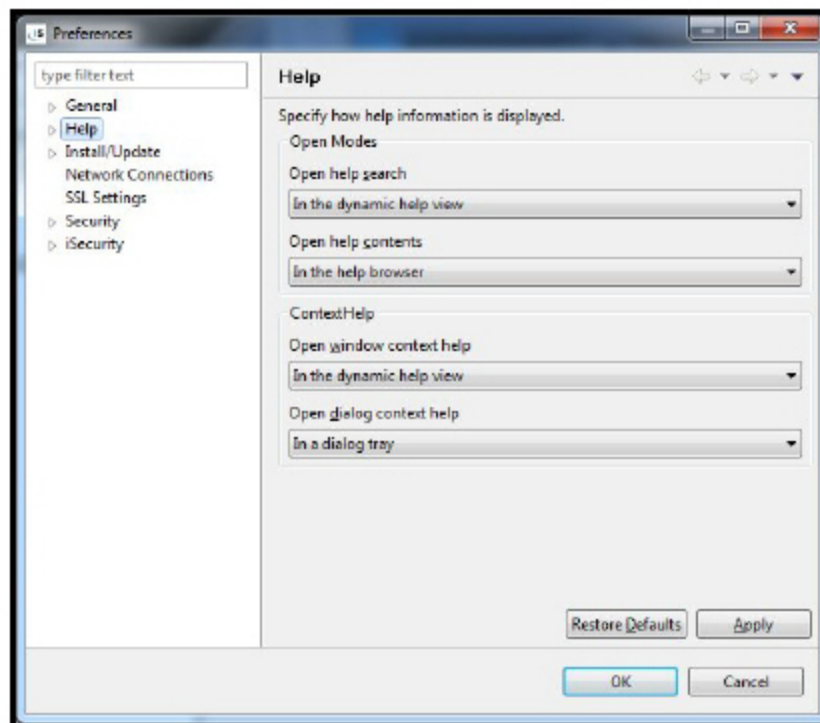 Preferences
type filter text
General
Help
Install/Update
Network Connections
SSL Settings
Security
iSecurity
Help
Specify how help information is displayed.
Open Modes
Open help search
In the dynamic help view
Open help contents
In the help browser
ContextHelp
Open window context help
In the dynamic help view
Open dialog context help
In a dialog tray
Restore Defaults
Apply
OK
Cancel